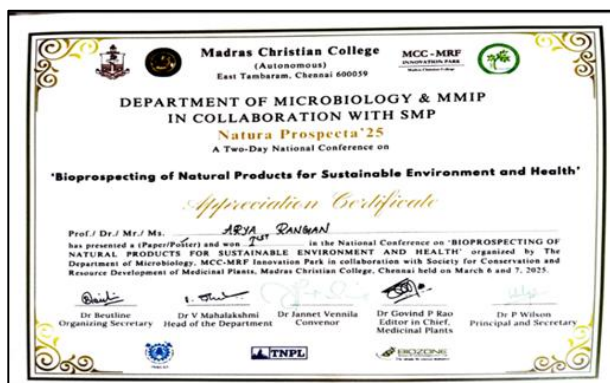 Madras Christian College
(Autonomous)
East Tambaram, Chennai 600059
MCC - MRF
INNOVATION PARK
DEPARTMENT OF MICROBIOLOGY & MMIP
IN COLLABORATION WITH SMP
Natura Prospecta'25
A Two-Day National Conference on
'Bioprospecting of Natural Products for Sustainable Environment and Health'
Appreciation Certificate
Prof./ Dr./ Mr./ Ms. ARYA RANGAN
has presented a (Paper/Poster) and won Ist in the National Conference on 'BIOPROSPECTING OF
NATURAL PRODUCTS FOR SUSTAINABLE ENVIRONMENT AND HEALTH' organized by The
Department of Microbiology, MCC-MRF Innovation Park in collaboration with Society for Conservation and
Resource Development of Medicinal Plants, Madras Christian College, Chennai held on March 6 and 7, 2025.
Dr Beutline
Organizing Secretary
Dr V Mahalakshmi
Head of the Department
Dr Jannet Vennila
Convenor
Dr Govind P Rao
Editor in Chief,
Medicinal Plants
Dr P Wilson
Principal and Secretary
TNPL
BIOZONE